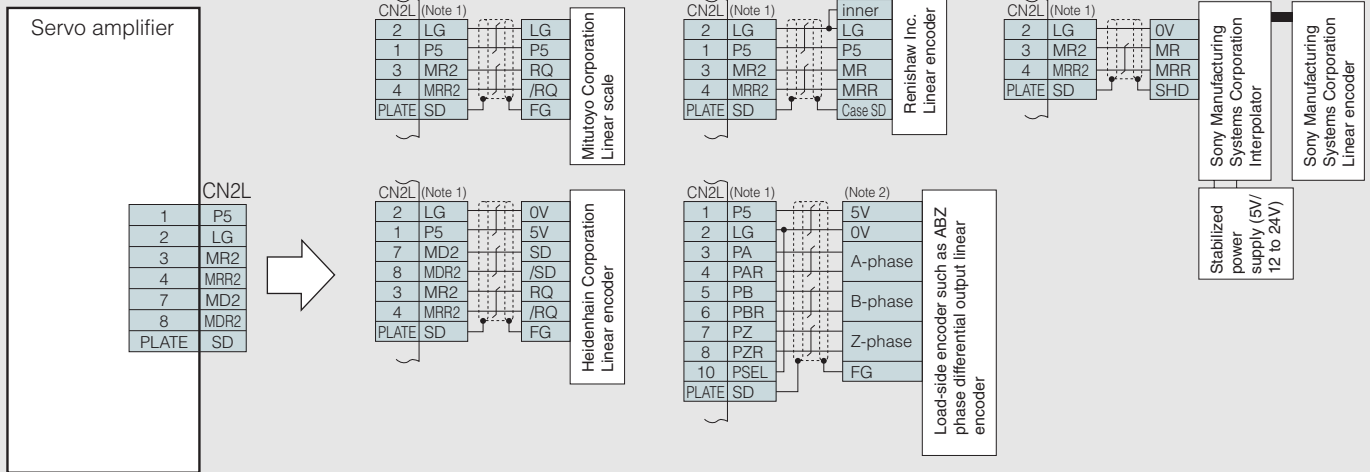 Servo amplifier
CN2L
1 P5
2 LG
3 MR2
4 MRR2
7 MD2
8 MDR2
PLATE SD
CN2L (Note 1)
2 LG LG
1 P5 P5
3 MR2 RQ
4 MRR2 /RQ
PLATE SD FG
Mitutoyo Corporation
Linear scale
CN2L (Note 1)
inner
2 LG LG
1 P5 P5
3 MR2 MR
4 MRR2 MRR
PLATE SD Case SD
Renishaw Inc.
Linear encoder
CN2L (Note 1)
2 LG 0V
3 MR2 MR
4 MRR2 MRR
PLATE SD SHD
Sony Manufacturing
Systems Corporation
Interpolator
Sony Manufacturing
Systems Corporation
Linear encoder
Stabilized
power
supply (5V/
12 to 24V)
CN2L (Note 1)
2 LG 0V
1 P5 5V
7 MD2 SD
8 MDR2 /SD
3 MR2 RQ
4 MRR2 /RQ
PLATE SD FG
Heidenhain Corporation
Linear encoder
CN2L (Note 1) (Note 2)
1 P5 5V
2 LG 0V
3 PA
A-phase
4 PAR
5 PB
B-phase
6 PBR
7 PZ
Z-phase
8 PZR
10 PSEL FG
PLATE SD
Load-side encoder such as ABZ
phase differential output linear
encoder